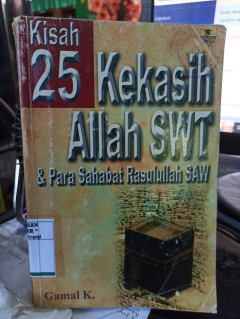 Kisah
25 Kekasih
Allah SWT
& Para Sahabat Rasulullah SAW
Gamal K.